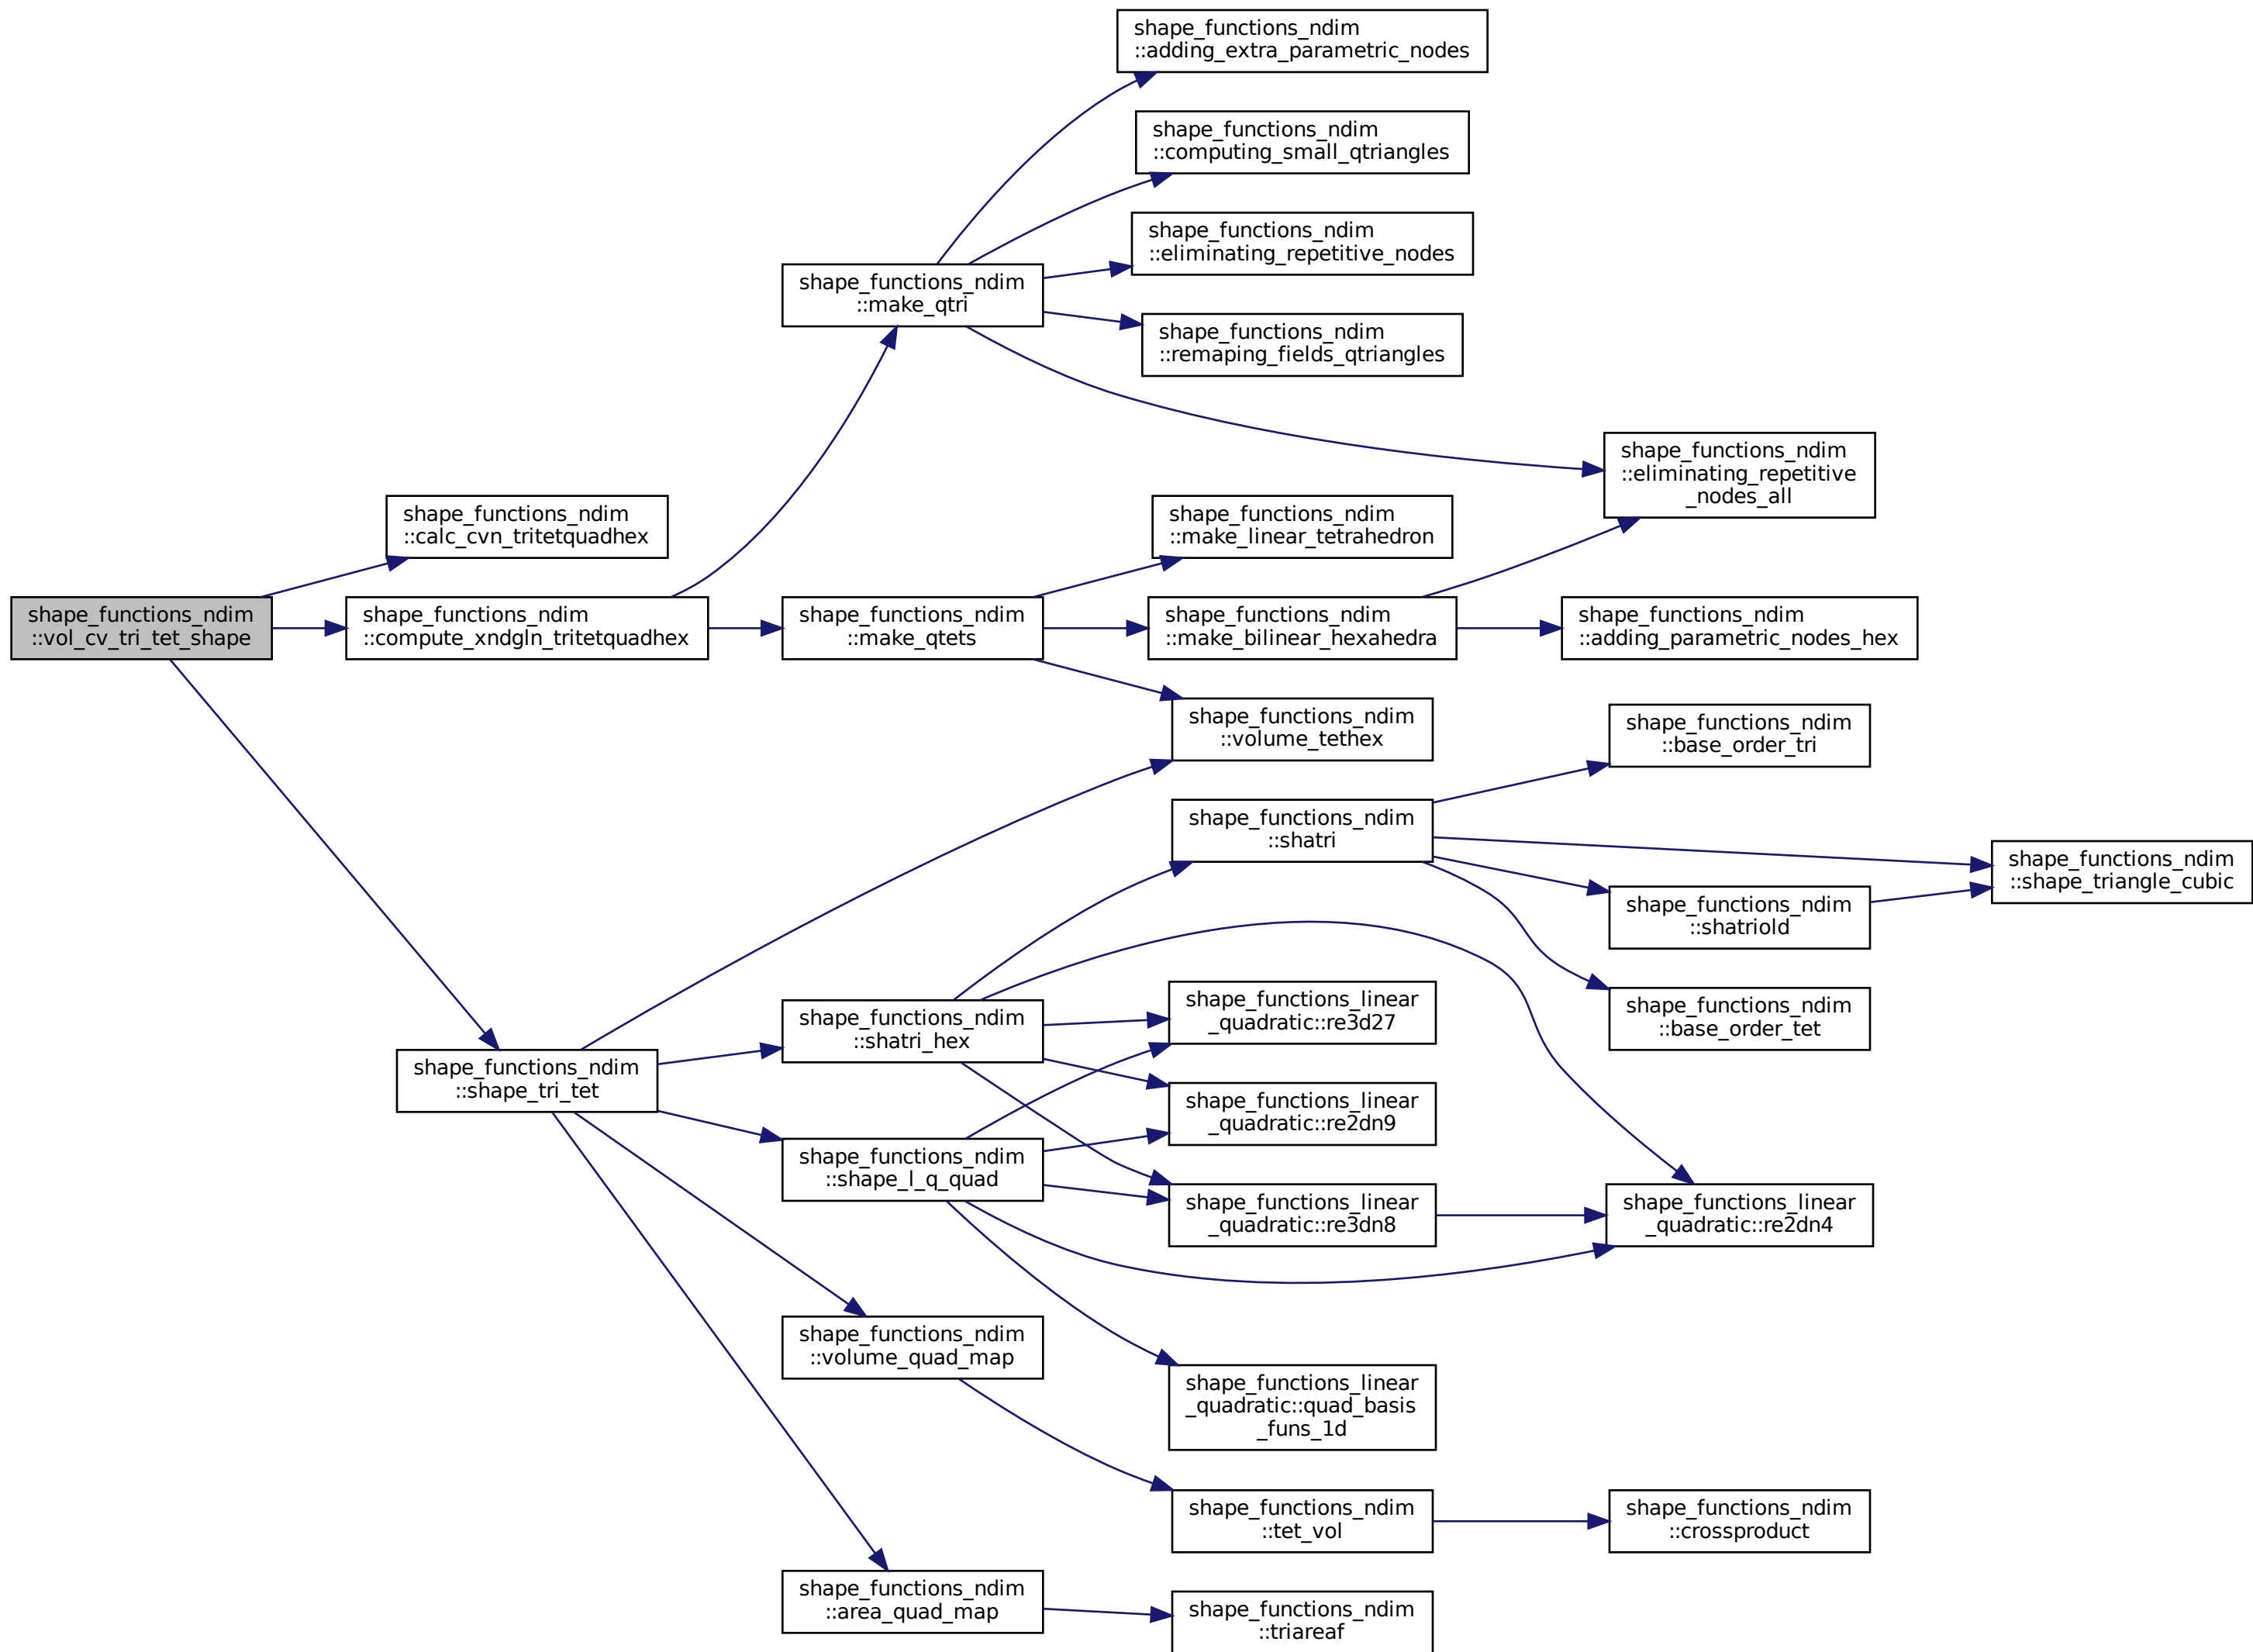 shape_functions_ndim
::adding_extra_parametric_nodes
shape_functions_ndim
::computing_small_qtriangles
shape_functions_ndim
::eliminating_repetitive_nodes
shape_functions_ndim
::make_qtri
shape_functions_ndim
::remaping_fields_qtriangles
shape_functions_ndim
::eliminating_repetitive
_nodes_all
shape_functions_ndim
::calc_cvn_tritetquadhex
shape_functions_ndim
::make_linear_tetrahedron
shape_functions_ndim
::vol_cv_tri_tet_shape
shape_functions_ndim
::compute_xndgln_tritetquadhex
shape_functions_ndim
::make_qtets
shape_functions_ndim
::make_bilinear_hexahedra
shape_functions_ndim
::adding_parametric_nodes_hex
shape_functions_ndim
::volume_tethex
shape_functions_ndim
::base_order_tri
shape_functions_ndim
::shatri
shape_functions_ndim
::shape_triangle_cubic
shape_functions_ndim
::shatriold
shape_functions_linear
_quadratic::re3d27
shape_functions_ndim
::base_order_tet
shape_functions_ndim
::shatri_hex
shape_functions_ndim
::shape_tri_tet
shape_functions_linear
_quadratic::re2dn9
shape_functions_ndim
::shape_l_q_quad
shape_functions_linear
_quadratic::re3dn8
shape_functions_linear
_quadratic::re2dn4
shape_functions_ndim
::volume_quad_map
shape_functions_linear
_quadratic::quad_basis
_funs_1d
shape_functions_ndim
::tet_vol
shape_functions_ndim
::crossproduct
shape_functions_ndim
::area_quad_map
shape_functions_ndim
::triareaf